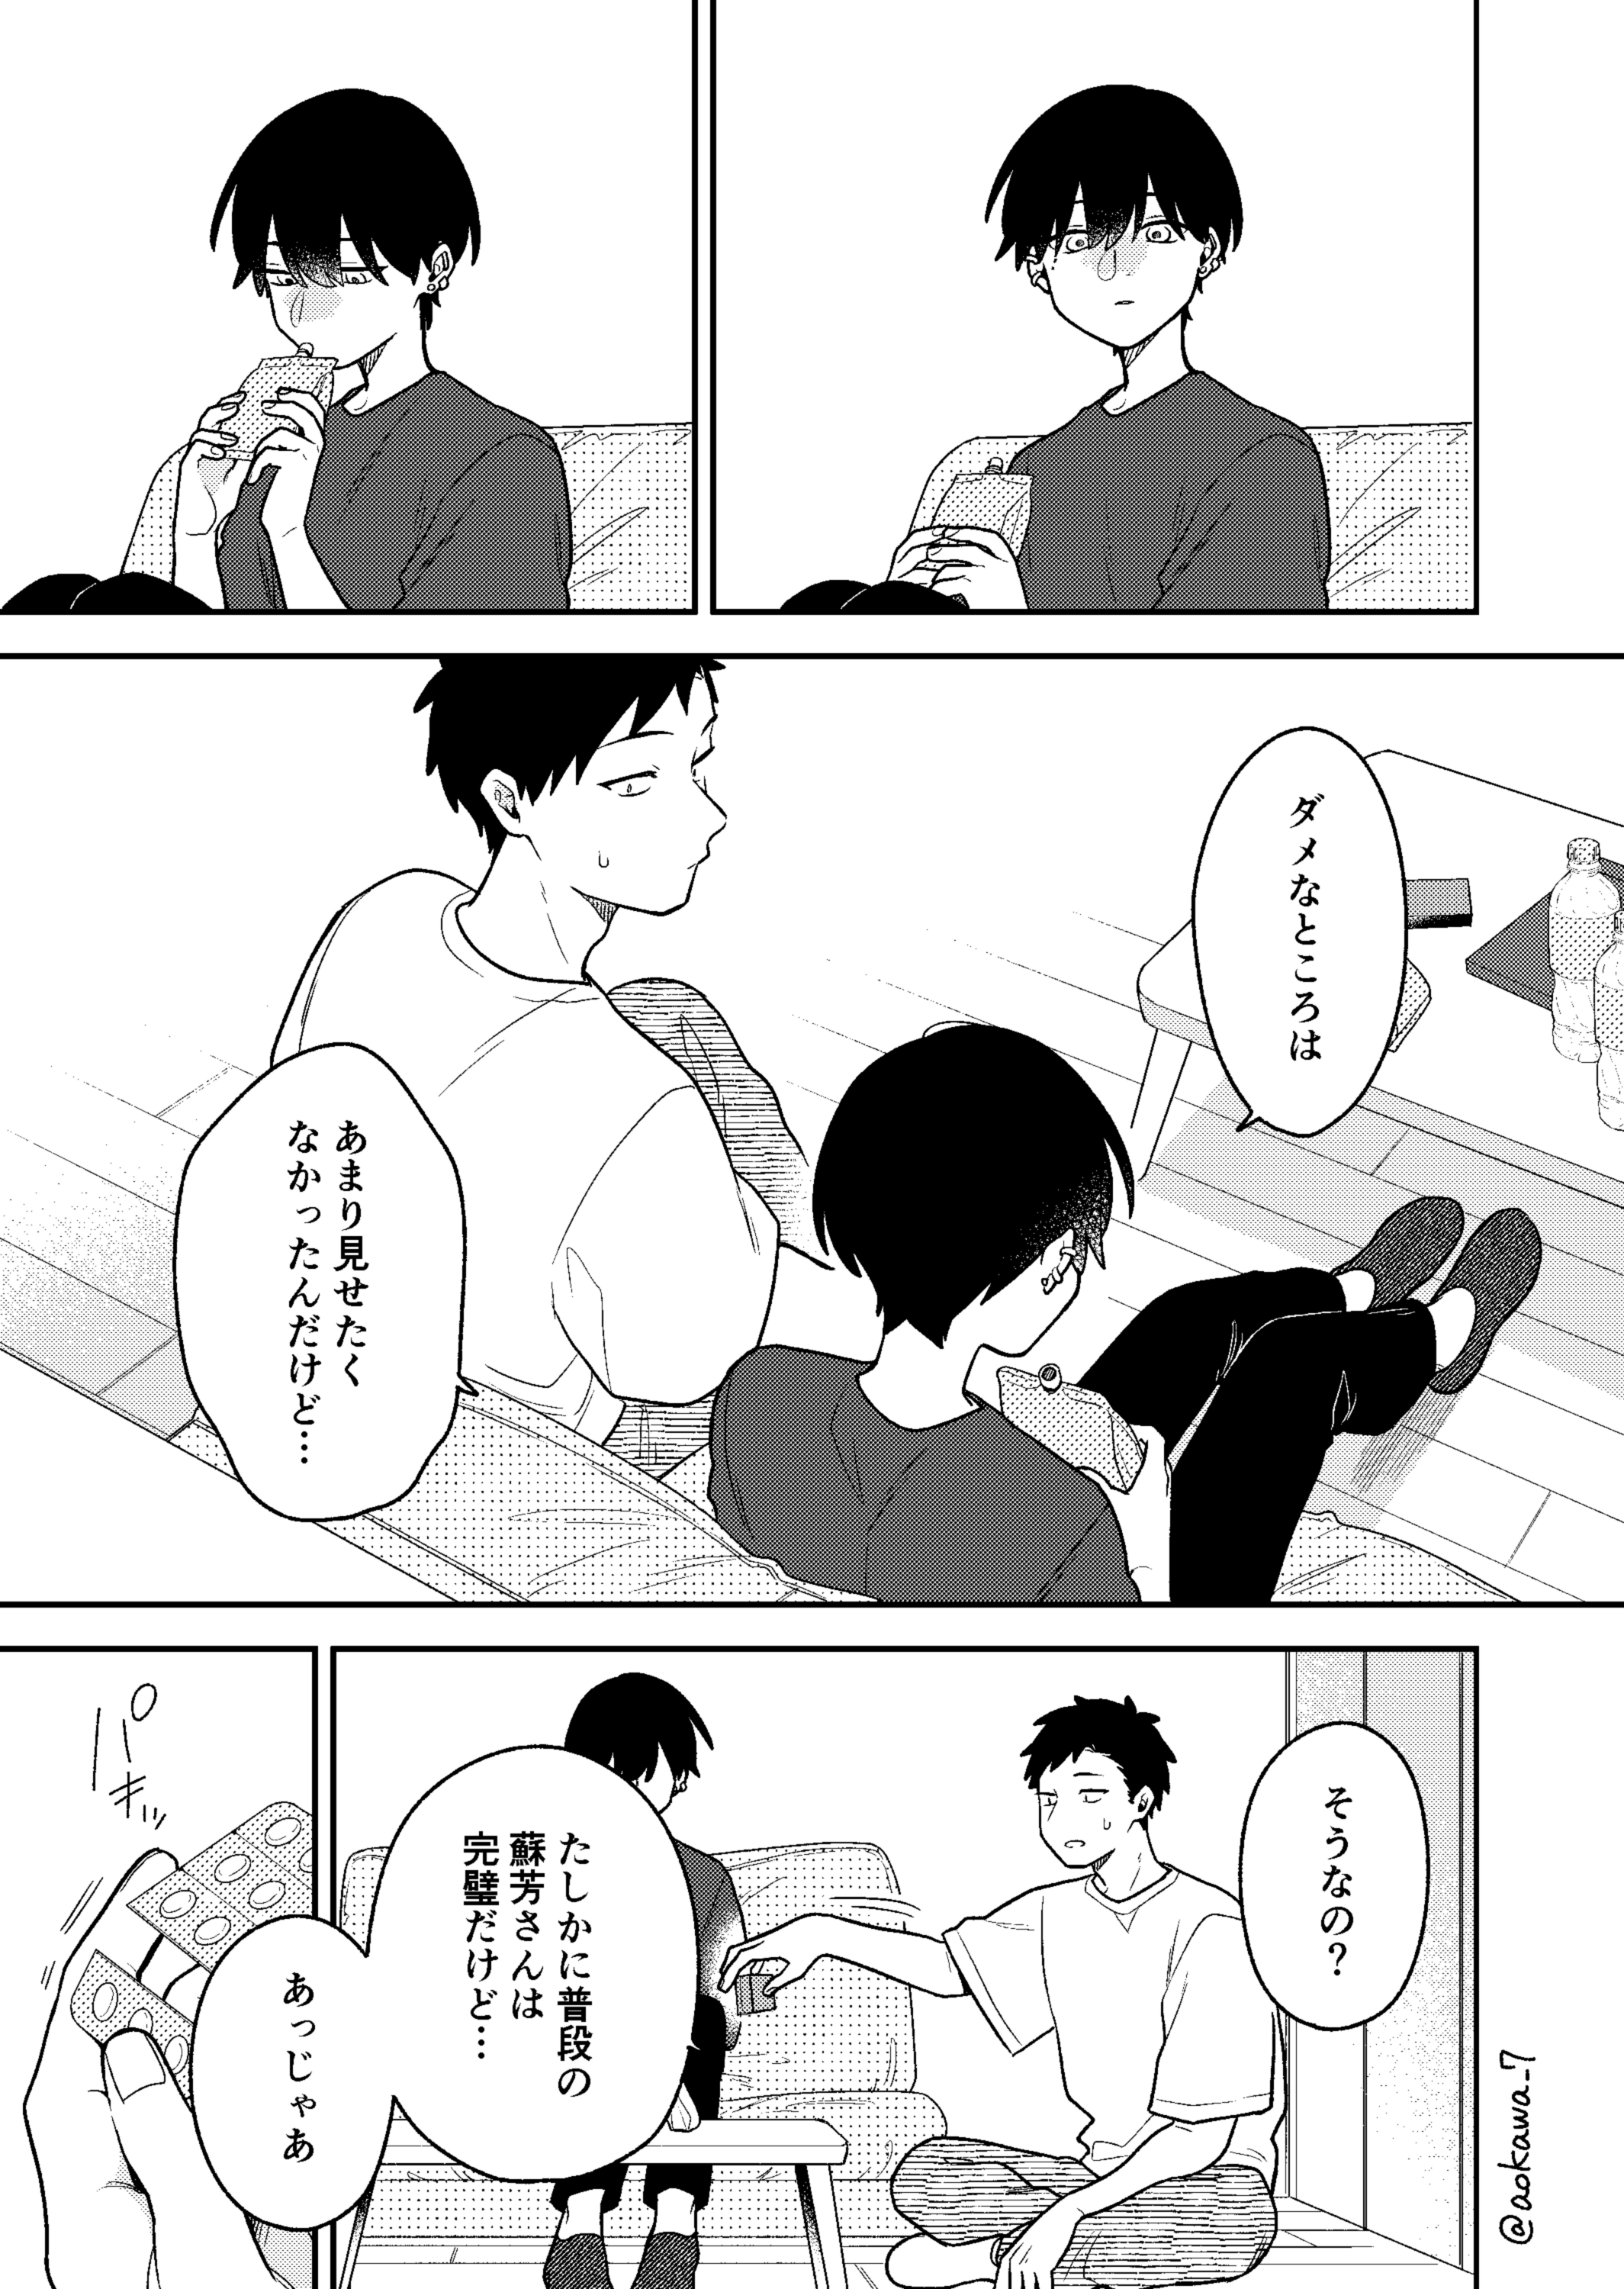 ダメなところは
あまり見せたく
なかったんだけど…
そうなの？
たしかに普段の
蘇芳さんは
完璧だけど…
あっじゃあ
パキッ
@aokawa_7